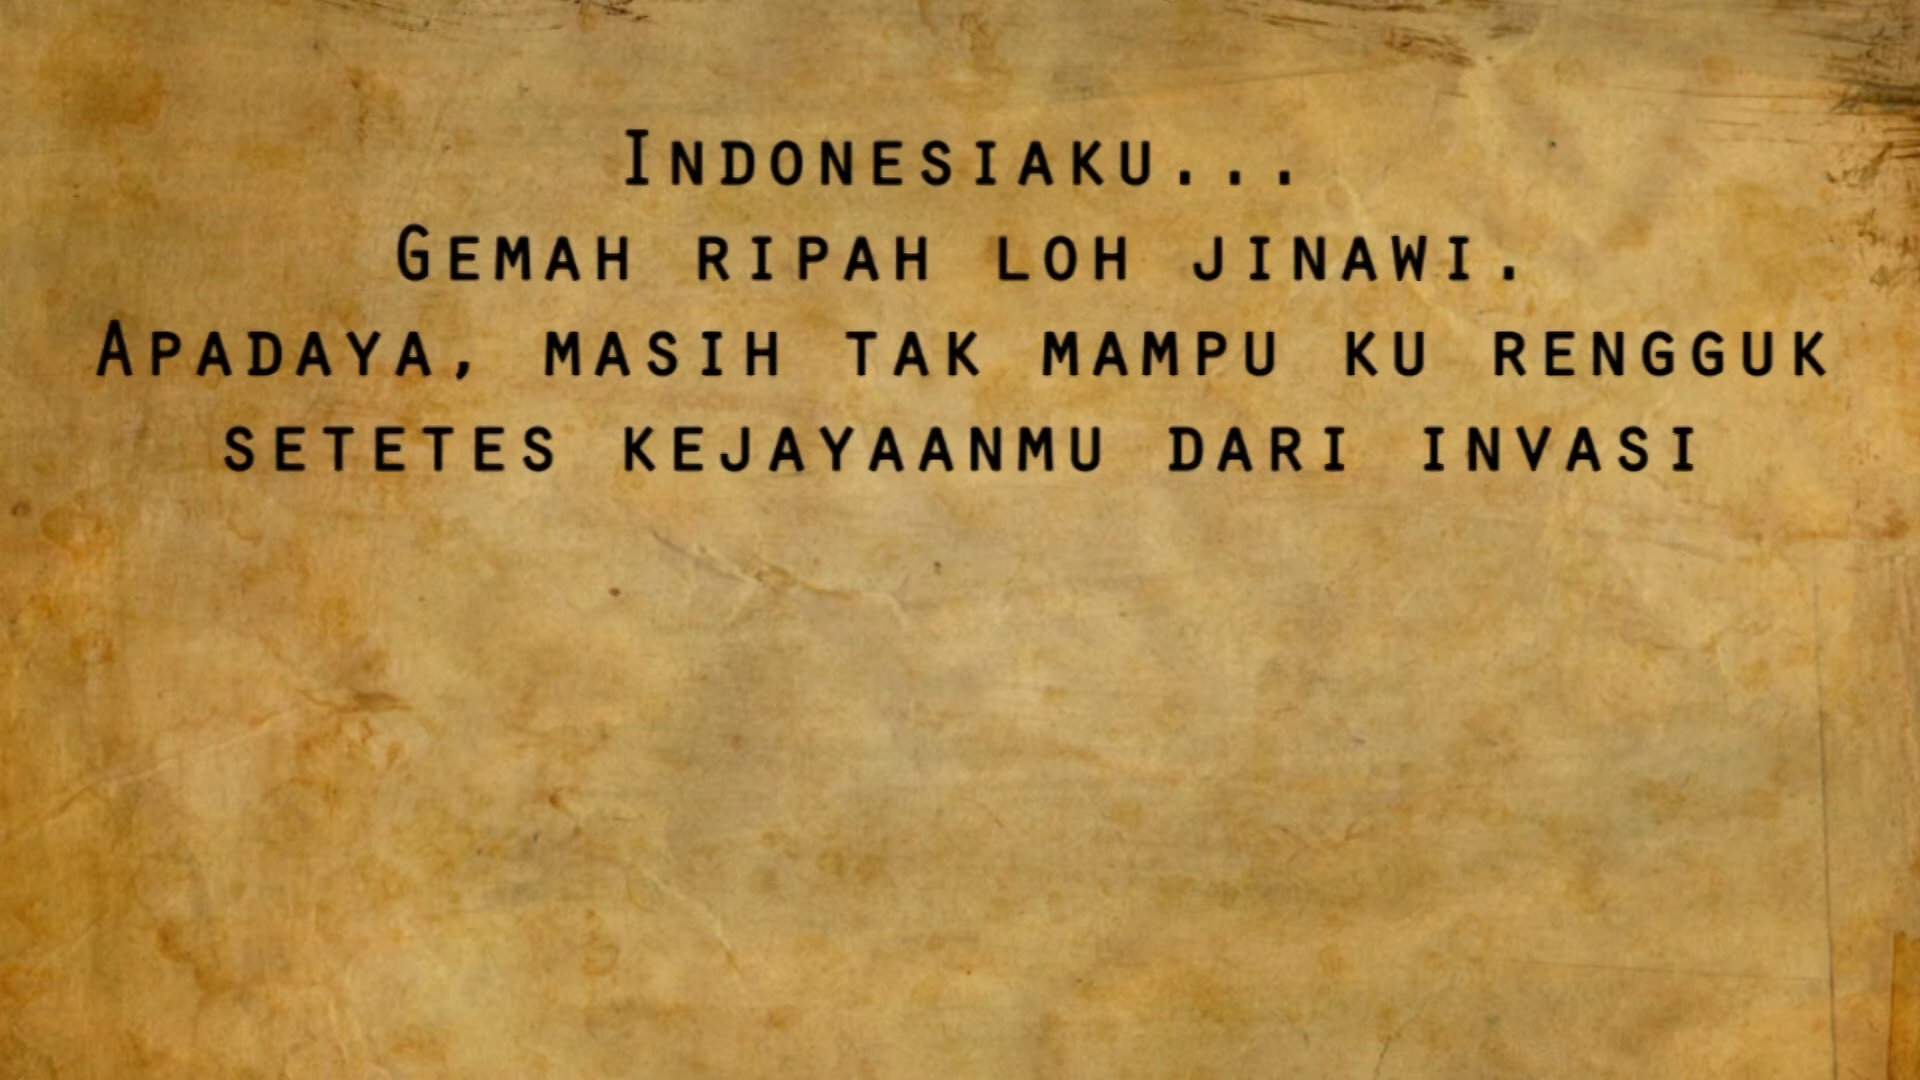 Indonesiaku...
Gemah ripah loh jinawi.
Apadaya, masih tak mampu ku rengguk
setetes kejayaanmu dari invasi